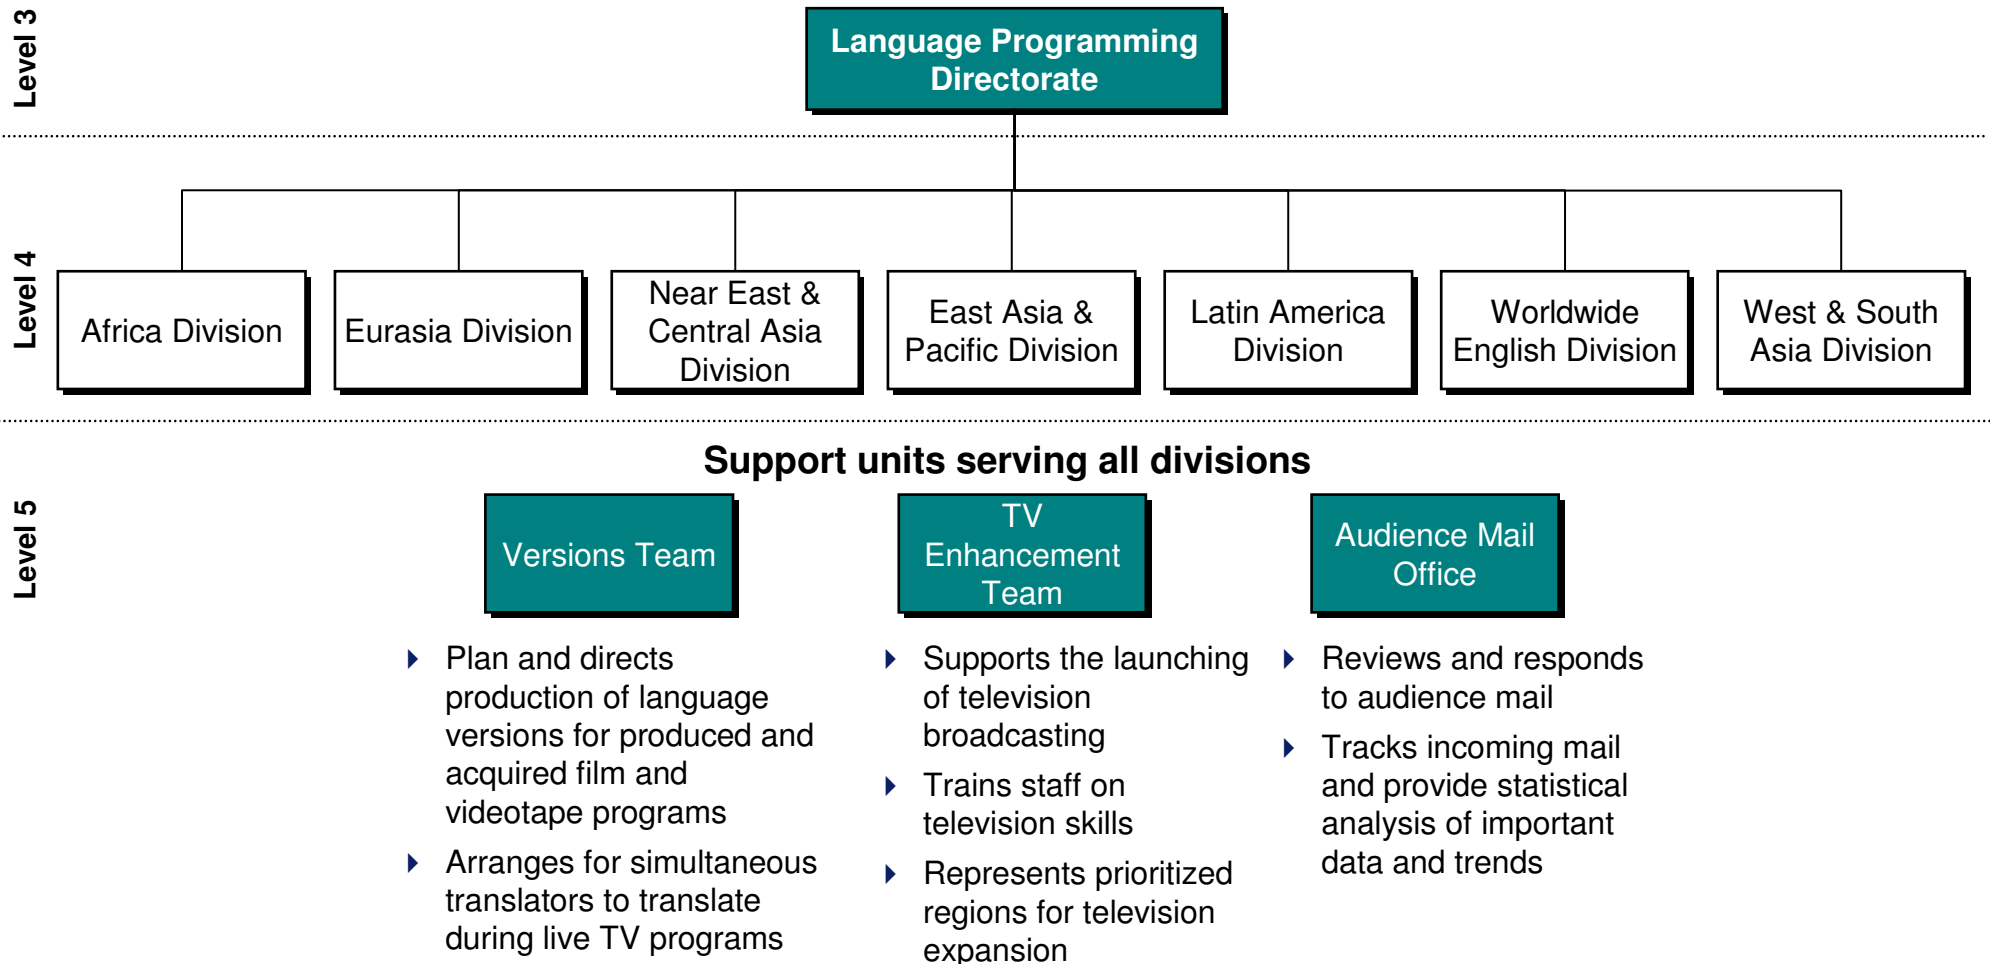 Level 3
Language Programming
Directorate
Level 4
Africa Division
Eurasia Division
Near East &
Central Asia
Division
East Asia &
Pacific Division
Latin America
Division
Worldwide
English Division
West & South
Asia Division
Support units serving all divisions
Level 5
Versions Team
TV
Enhancement
Team
Audience Mail
Office
Plan and directs
production of language
versions for produced and
acquired film and
videotape programs
Arranges for simultaneous
translators to translate
during live TV programs
Supports the launching
of television
broadcasting
Trains staff on
television skills
Represents prioritized
regions for television
expansion
Reviews and responds
to audience mail
Tracks incoming mail
and provide statistical
analysis of important
data and trends